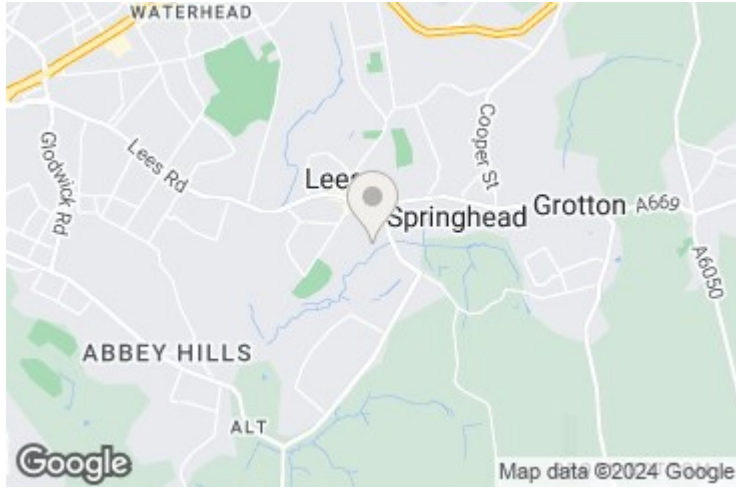 WATERHEAD
Glodwick Rd
Lees Rd
Cooper St
Lees
Springhead
Grotton
A669
A6050
ABBEY HILLS
ALT
Google
Map data ©2024 Google